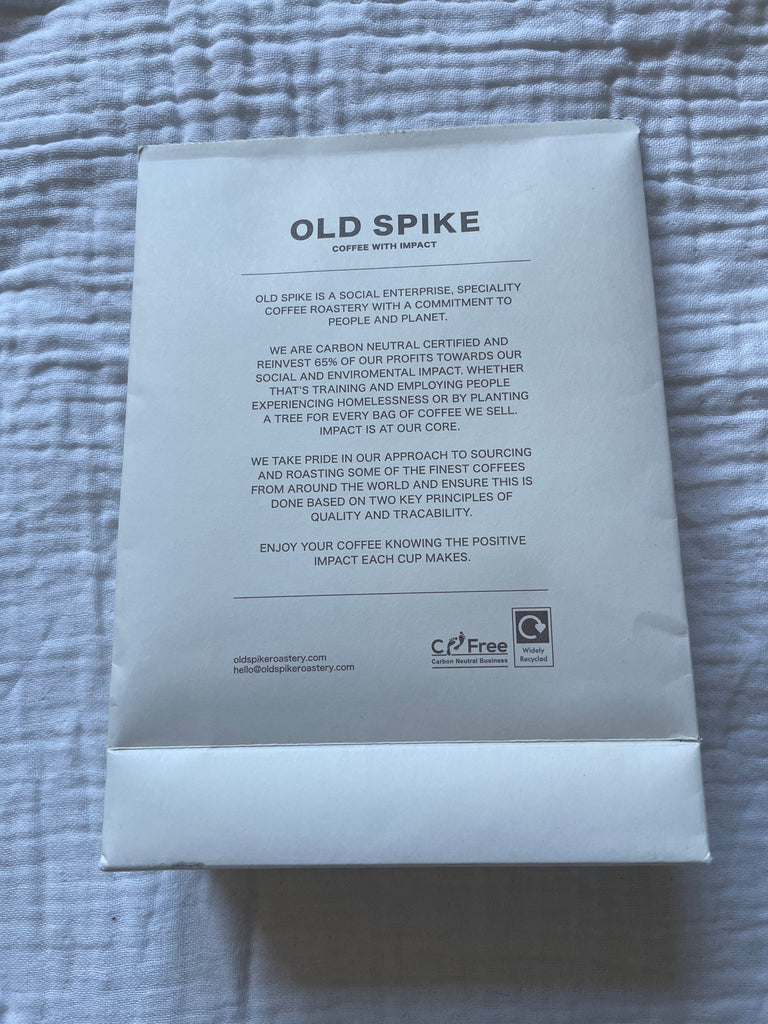 OLD SPIKE
COFFEE WITH IMPACT
OLD SPIKE IS A SOCIAL ENTERPRISE, SPECIALITY
COFFEE ROASTERY WITH A COMMITMENT TO
PEOPLE AND PLANET.
WE ARE CARBON NEUTRAL CERTIFIED AND
REINVEST 65% OF OUR PROFITS TOWARDS OUR
SOCIAL AND ENVIROMENTAL IMPACT. WHETHER
THAT'S TRAINING AND EMPLOYING PEOPLE
EXPERIENCING HOMELESSNESS OR BY PLANTING
A TREE FOR EVERY BAG OF COFFEE WE SELL.
IMPACT IS AT OUR CORE.
WE TAKE PRIDE IN OUR APPROACH TO SOURCING
AND ROASTING SOME OF THE FINEST COFFEES
FROM AROUND THE WORLD AND ENSURE THIS IS
DONE BASED ON TWO KEY PRINCIPLES OF
QUALITY AND TRACABILITY.
ENJOY YOUR COFFEE KNOWING THE POSITIVE
IMPACT EACH CUP MAKES.
oldspikeroastery.com
hello@oldspikeroastery.com
C Free
Carbon Neutral Business
Widely
Recycled